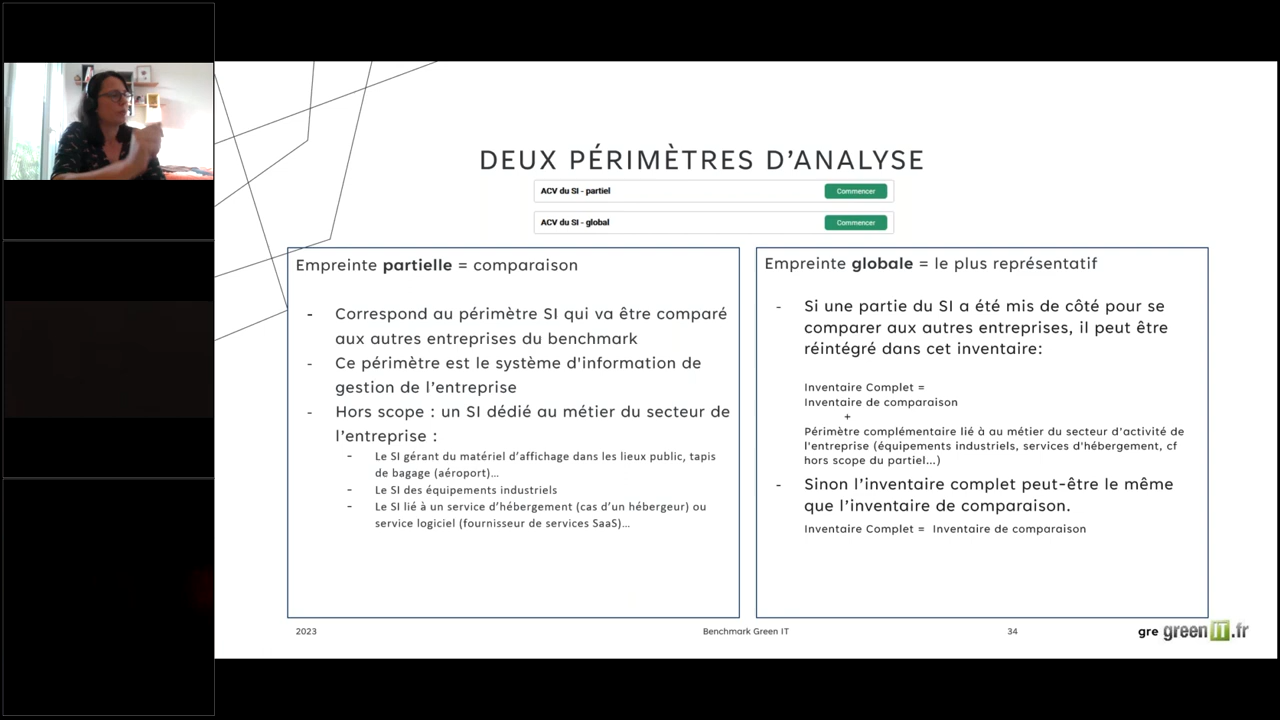 DEUX PÉRIMÈTRES D’ANALYSE
ACV du SI - partiel
Commencer
ACV du SI - global
Commencer
Empreinte partielle = comparaison
- Correspond au périmètre SI qui va être comparé
aux autres entreprises du benchmark
- Ce périmètre est le système d'information de
gestion de l’entreprise
- Hors scope : un SI dédié au métier du secteur de
l’entreprise :
- Le SI gérant du matériel d’affichage dans les lieux public, tapis
de bagage (aéroport)…
- Le SI des équipements industriels
- Le SI lié à un service d’hébergement (cas d’un hébergeur) ou
service logiciel (fournisseur de services SaaS)…
Empreinte globale = le plus représentatif
- Si une partie du SI a été mis de côté pour se
comparer aux autres entreprises, il peut être
réintégré dans cet inventaire:
Inventaire Complet =
Inventaire de comparaison
+
Périmètre complémentaire lié à au métier du secteur d’activité de
l'entreprise (équipements industriels, services d'hébergement, cf
hors scope du partiel…)
- Sinon l’inventaire complet peut-être le même
que l’inventaire de comparaison.
Inventaire Complet = Inventaire de comparaison
2023
Benchmark Green IT
34
gre greenIT.fr